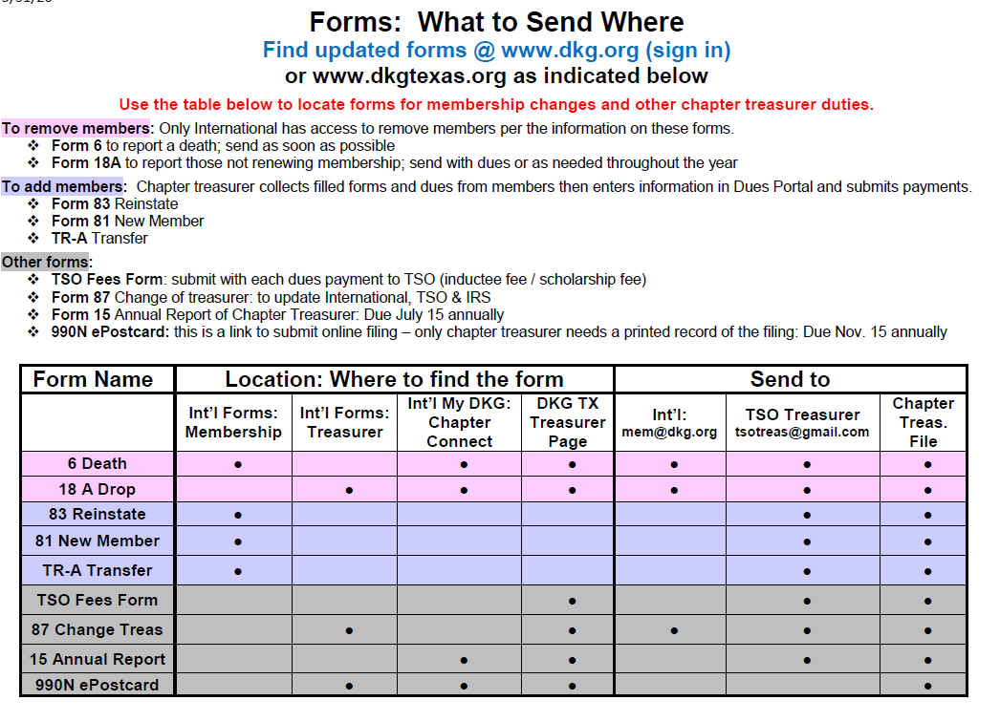 Forms:  What to Send Where
Find updated forms @ www.dkg.org (sign in)
or www.dkgtexas.org as indicated below
Use the table below to locate forms for membership changes and other chapter treasurer duties.
To remove members: Only International has access to remove members per the information on these forms.
❖ Form 6 to report a death; send as soon as possible
❖ Form 18A to report those not renewing membership; send with dues or as needed throughout the year
To add members:  Chapter treasurer collects filled forms and dues from members then enters information in Dues Portal and submits payments.
❖ Form 83 Reinstate
❖ Form 81 New Member
❖ TR-A Transfer
Other forms:
❖ TSO Fees Form: submit with each dues payment to TSO (inductee fee / scholarship fee)
❖ Form 87 Change of treasurer: to update International, TSO & IRS
❖ Form 15 Annual Report of Chapter Treasurer: Due July 15 annually
❖ 990N ePostcard: this is a link to submit online filing – only chapter treasurer needs a printed record of the filing: Due Nov. 15 annually
Form Name Location: Where to find the form Send to
Int'l Forms: Membership Int'l Forms: Treasurer Int'l My DKG: Chapter Connect DKG TX Treasurer Page Int'l: mem@dkg.org TSO Treasurer tsotreas@gmail.com Chapter Treas. File
6 Death ● ● ● ● ● ●
18 A Drop ● ● ● ● ● ●
83 Reinstate ● ● ●
81 New Member ● ● ●
TR-A Transfer ● ● ●
TSO Fees Form ● ● ●
87 Change Treas ● ● ● ● ●
15 Annual Report ● ● ● ●
990N ePostcard ● ● ● ●